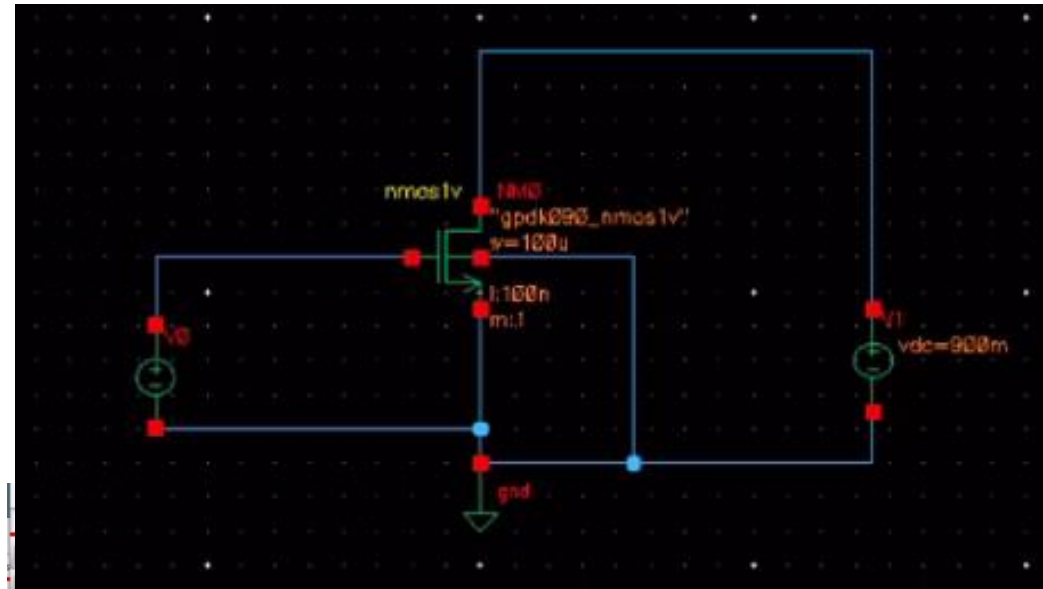 nmos1v
NM0
"gpdk090_nmos1v"
w=100u
l:100n
m:1
V0
V1
vdc=900m
gnd